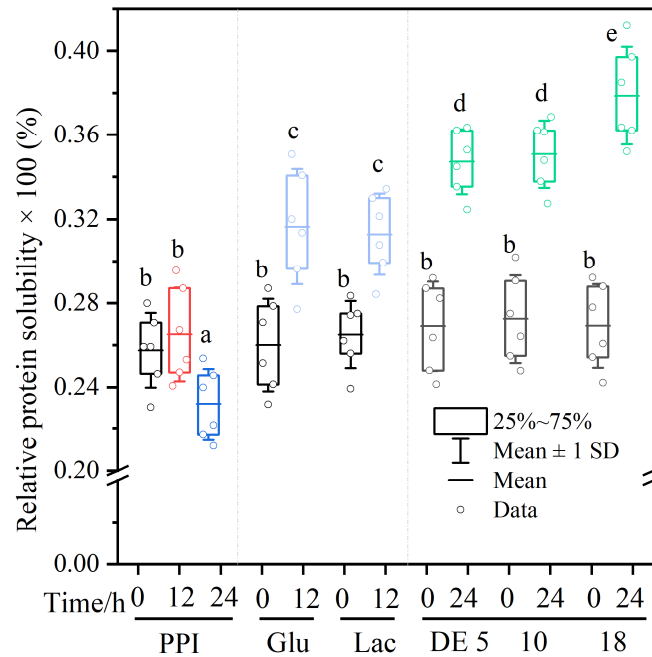 Relative protein solubility × 100 (%)
0.40
0.36
0.32
0.28
0.24
0.20
0.00
b
b
a
b
c
b
c
b
d
b
d
b
e
25%~75%
Mean ± 1 SD
Mean
Data
Time/h
0 12 24 0 12 0 12 0 24 0 24 0 24
PPI Glu Lac DE 5 10 18